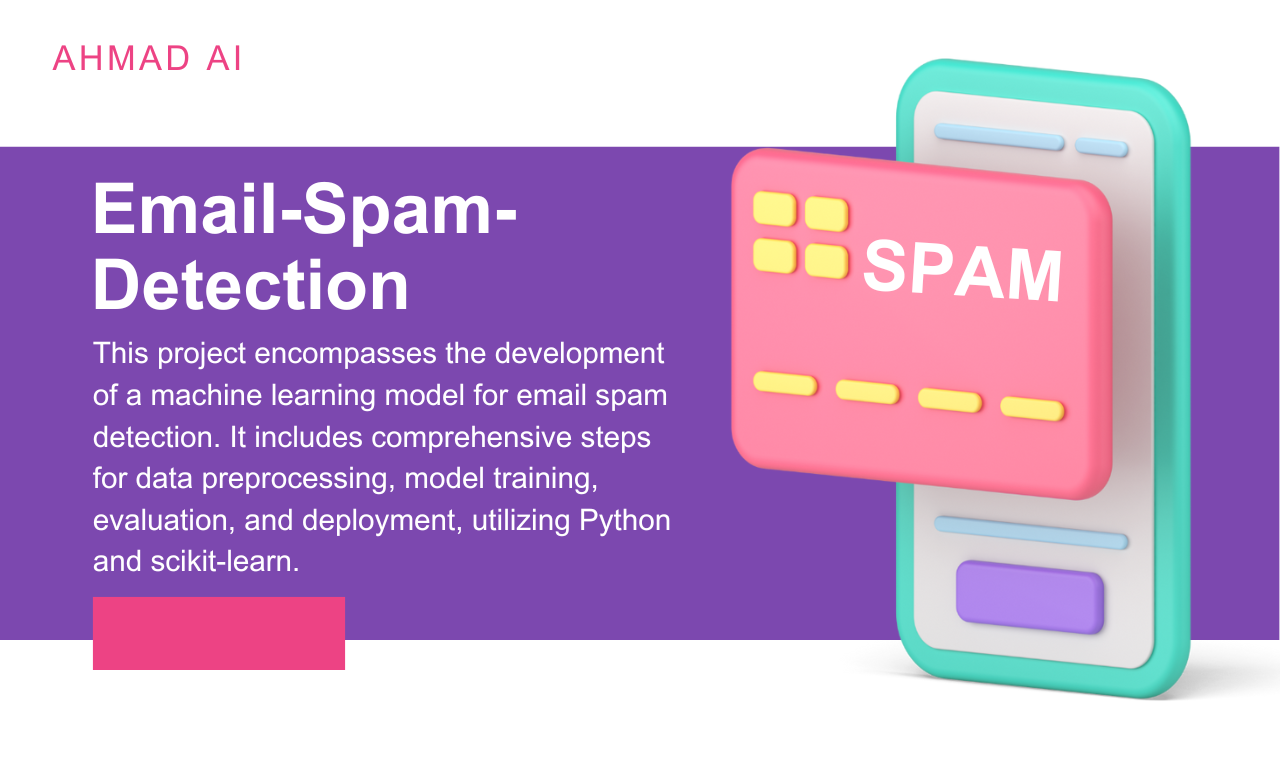 AHMAD AI
Email-Spam-
Detection
This project encompasses the development
of a machine learning model for email spam
detection. It includes comprehensive steps
for data preprocessing, model training,
evaluation, and deployment, utilizing Python
and scikit-learn.
SPAM